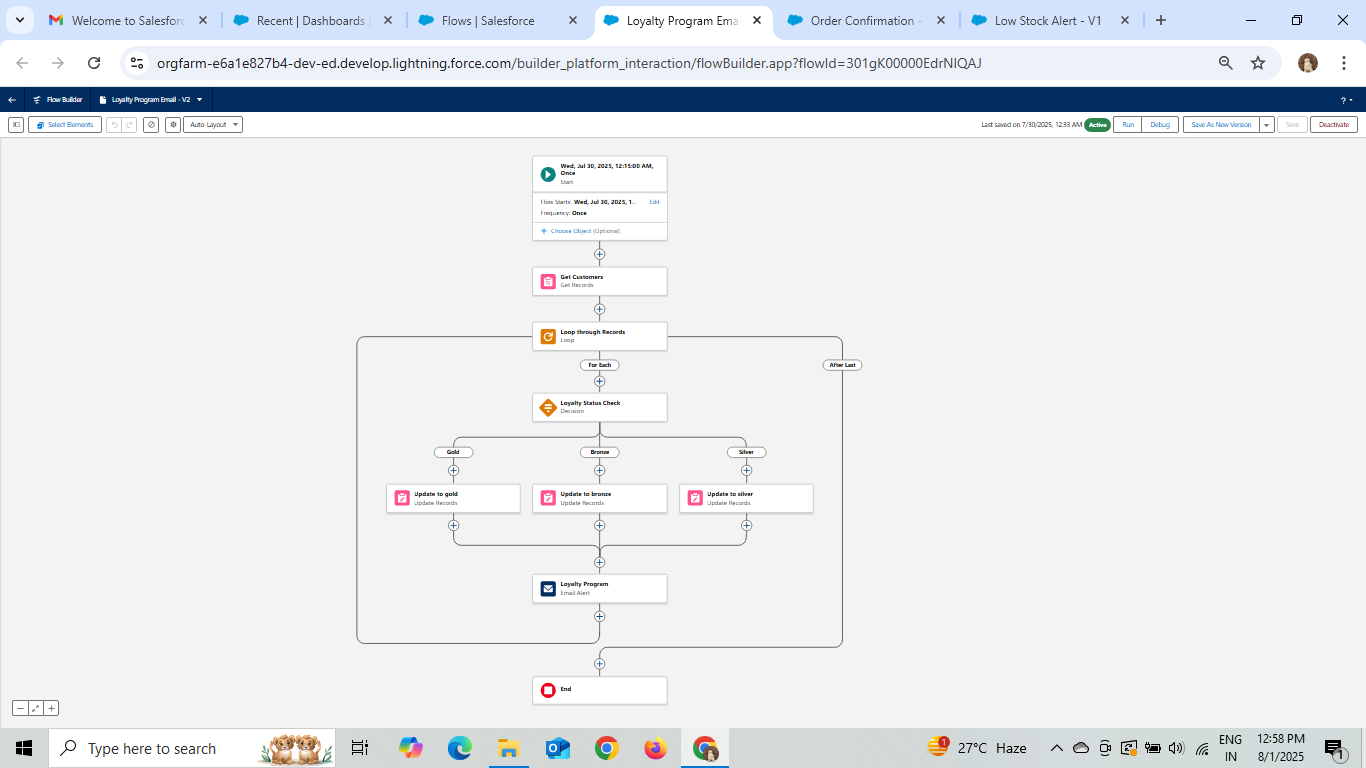 Welcome to Salesforc
Recent | Dashboards |
Flows | Salesforce
Loyalty Program Ema
Order Confirmation -
Low Stock Alert - V1
orgfarm-e6a1e827b4-dev-ed.develop.lightning.force.com/builder_platform_interaction/flowBuilder.app?flowId=301gK00000EdrNIQAJ
Flow Builder
Loyalty Program Email - V2
?
Select Elements
Auto-Layout
Last saved on 7/30/2025, 12:33 AM
Active
Run
Debug
Save As New Version
Save
Deactivate
Wed, Jul 30, 2025, 12:15:00 AM,
Once
Start
Flow Starts: Wed, Jul 30, 2025, 1...
Edit
Frequency: Once
+ Choose Object (Optional)
Get Customers
Get Records
Loop through Records
Loop
For Each
After Last
Loyalty Status Check
Decision
Gold
Bronze
Silver
Update to gold
Update Records
Update to bronze
Update Records
Update to silver
Update Records
Loyalty Program
Email Alert
End
Type here to search
1
27°C Haze
ENG
IN
12:58 PM
8/1/2025
1